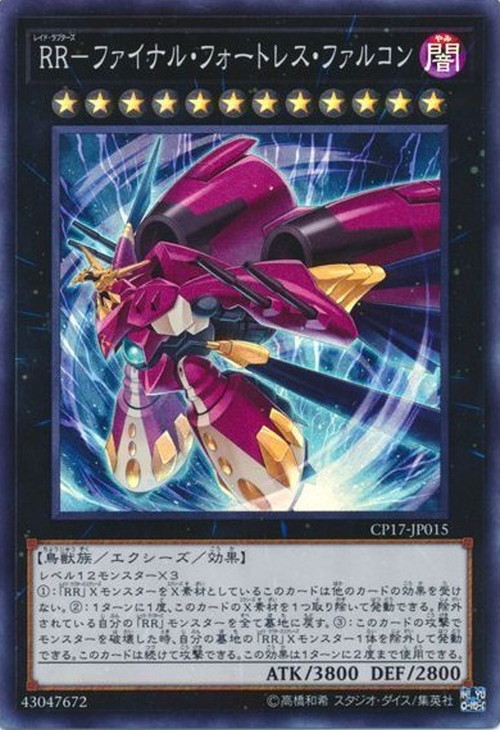 レイド・ラプターズ
RR－ファイナル・フォートレス・ファルコン
やみ
闇
CP17-JP015
【鳥獣族／エクシーズ／効果】
レベル12モンスター×3
①：「RR」XモンスターをX素材としているこのカードは他のカードの効果を受け
ない。②：1ターンに1度、このカードのX素材を1つ取り除いて発動できる。除外
されている自分の「RR」モンスターを全て墓地に戻す。③：このカードの攻撃で
モンスターを破壊した時、自分の墓地の「RR」Xモンスター1体を除外して発動
できる。このカードは続けて攻撃できる。この効果は1ターンに2度まで使用できる。
ATK/3800 DEF/2800
43047672
©高橋和希 スタジオ・ダイス/集英社